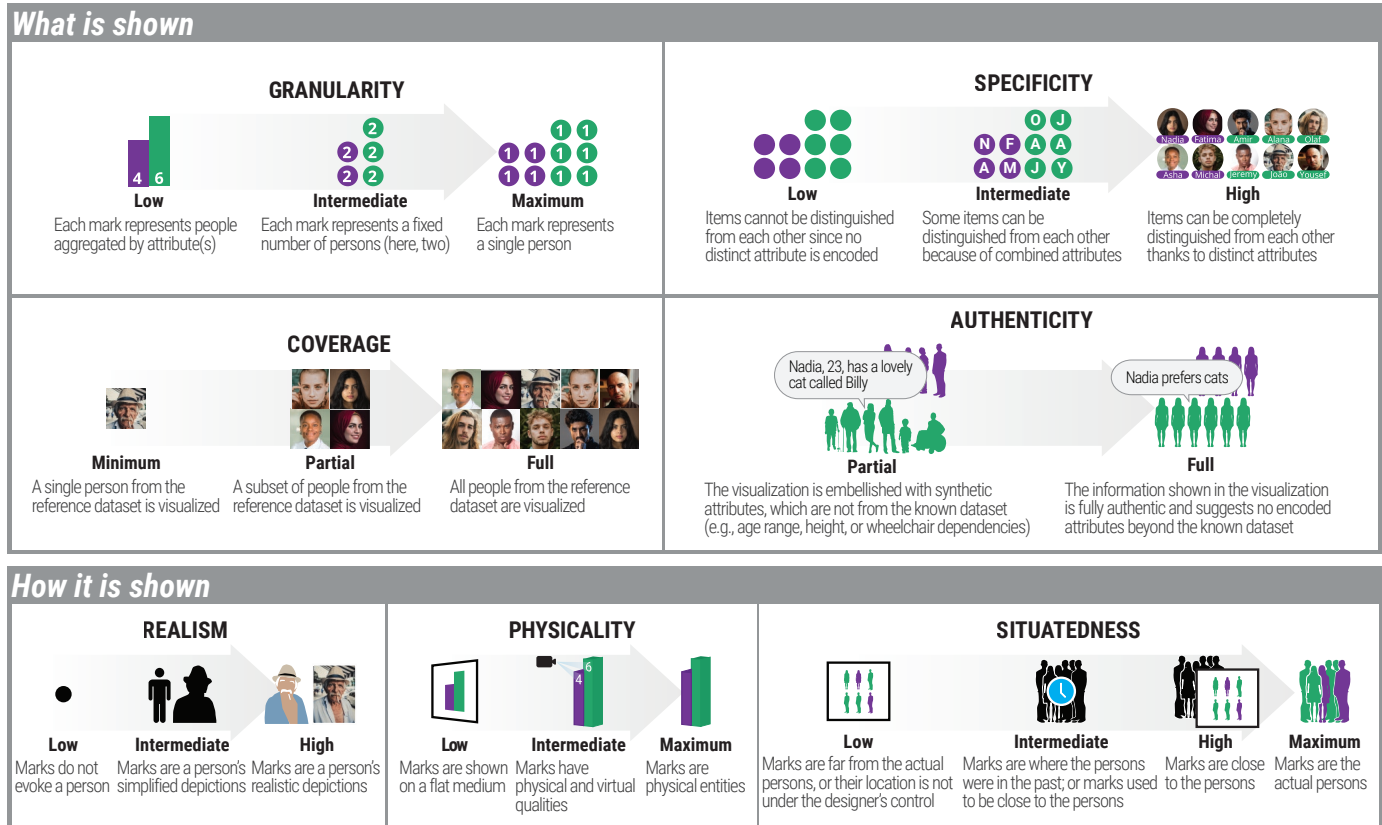 What is shown
GRANULARITY
4 6
2
2 2
2 2
1 1
1 1 1 1
1 1 1 1
Low
Each mark represents people
aggregated by attribute(s)
Intermediate
Each mark represents a fixed
number of persons (here, two)
Maximum
Each mark represents
a single person
SPECIFICITY
O J
N F A A
A M J Y
Nadia Fatima Amir Alana Olaf
Asha Michal Jeremy João Yousef
Low
Items cannot be distinguished
from each other since no
distinct attribute is encoded
Intermediate
Some items can be
distinguished from each other
because of combined attributes
High
Items can be completely
distinguished from each other
thanks to distinct attributes
COVERAGE
Minimum
A single person from the
reference dataset is visualized
Partial
A subset of people from the
reference dataset is visualized
Full
All people from the reference
dataset are visualized
AUTHENTICITY
Nadia, 23, has a lovely
cat called Billy
Nadia prefers cats
Partial
The visualization is embellished with synthetic
attributes, which are not from the known dataset
(e.g., age range, height, or wheelchair dependencies)
Full
The information shown in the visualization
is fully authentic and suggests no encoded
attributes beyond the known dataset
How it is shown
REALISM
Low
Marks do not
evoke a person
Intermediate
Marks are a person's
simplified depictions
High
Marks are a person's
realistic depictions
PHYSICALITY
6
4
Low
Marks are shown
on a flat medium
Intermediate
Marks have
physical and virtual
qualities
Maximum
Marks are
physical entities
SITUATEDNESS
Low
Marks are far from the actual
persons, or their location is not
under the designer's control
Intermediate
Marks are where the persons
were in the past; or marks used
to be close to the persons
High
Marks are close
to the persons
Maximum
Marks are the
actual persons